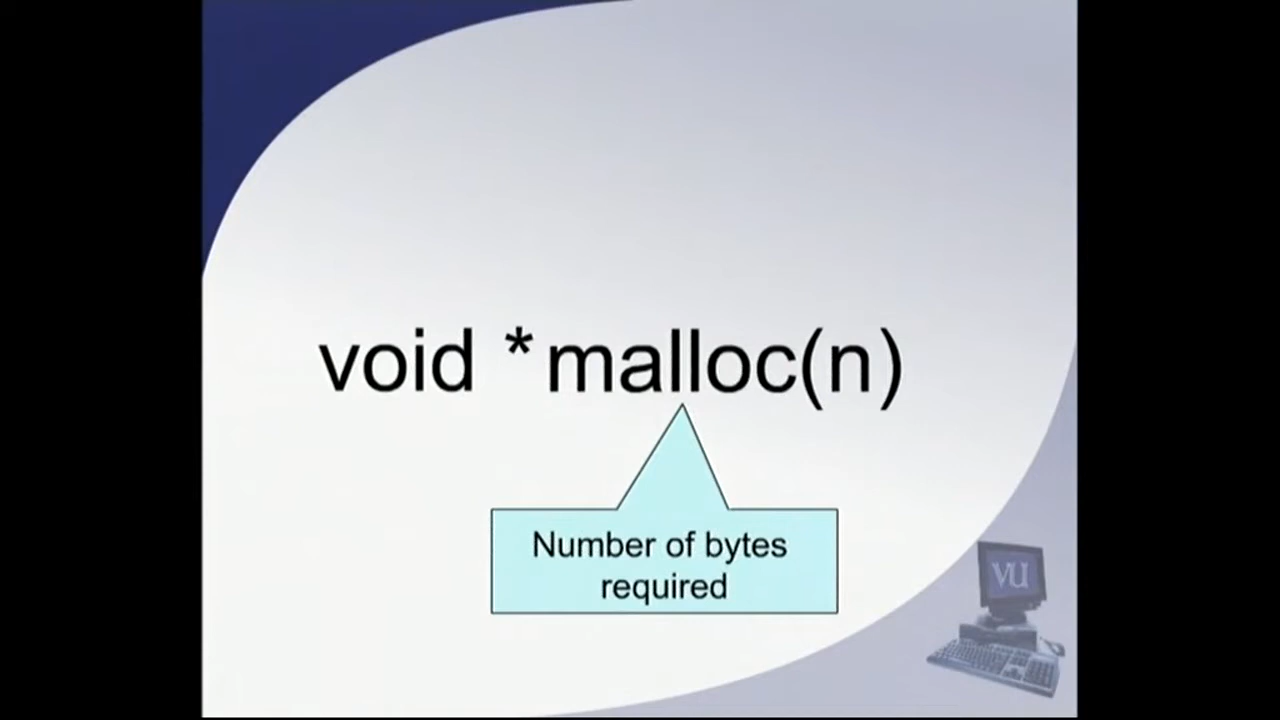 void *malloc(n)
Number of bytes
required
VU